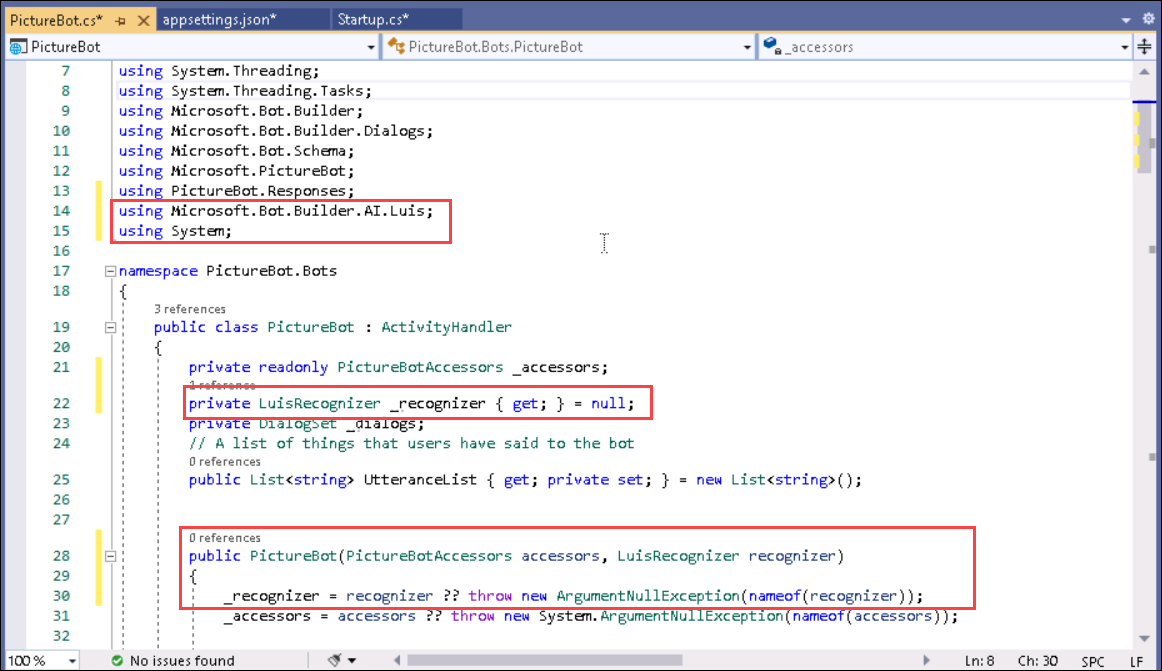 PictureBot.cs*
appsettings.json*
Startup.cs*
PictureBot
PictureBot.Bots.PictureBot
_accessors
7 using System.Threading;
8 using System.Threading.Tasks;
9 using Microsoft.Bot.Builder;
10 using Microsoft.Bot.Builder.Dialogs;
11 using Microsoft.Bot.Schema;
12 using Microsoft.PictureBot;
13 using PictureBot.Responses;
14 using Microsoft.Bot.Builder.AI.Luis;
15 using System;
16
17 namespace PictureBot.Bots
18 {
3 references
19 public class PictureBot : ActivityHandler
20 {
21 private readonly PictureBotAccessors _accessors;
reference
22 private LuisRecognizer _recognizer { get; } = null;
23 private DialogSet _dialogs;
24 // A list of things that users have said to the bot
0 references
25 public List<string> UtteranceList { get; private set; } = new List<string>();
26
27
0 references
28 public PictureBot(PictureBotAccessors accessors, LuisRecognizer recognizer)
29 {
30 _recognizer = recognizer ?? throw new ArgumentNullException(nameof(recognizer));
31 _accessors = accessors ?? throw new System.ArgumentNullException(nameof(accessors));
32
100 %
No issues found
Ln: 8
Ch: 30
SPC
LF